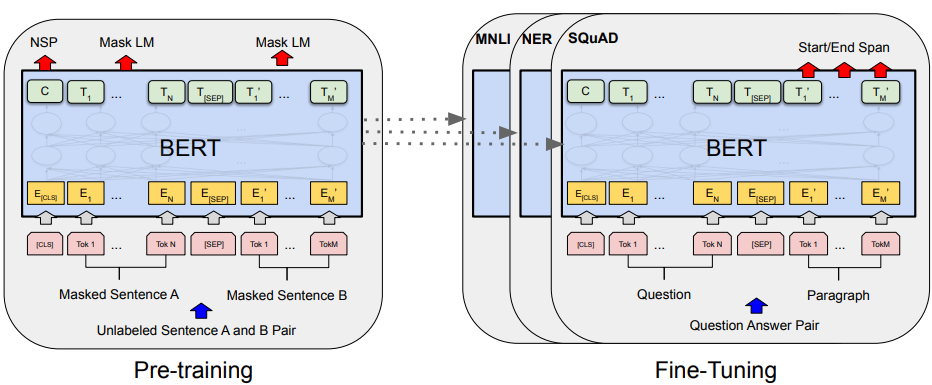 NSP Mask LM Mask LM
C T1 ... TN T[SEP] T1' ... TM'
BERT
E[CLS] E1 ... EN E[SEP] E1' ... EM'
[CLS] Tok 1 ... Tok N [SEP] Tok 1 ... TokM
Masked Sentence A Masked Sentence B
Unlabeled Sentence A and B Pair
Pre-training
MNLI NER SQuAD
Start/End Span
C T1 ... TN T[SEP] T1' ... TM'
BERT
E[CLS] E1 ... EN E[SEP] E1' ... EM'
[CLS] Tok 1 ... Tok N [SEP] Tok 1 ... TokM
Question Paragraph
Question Answer Pair
Fine-Tuning